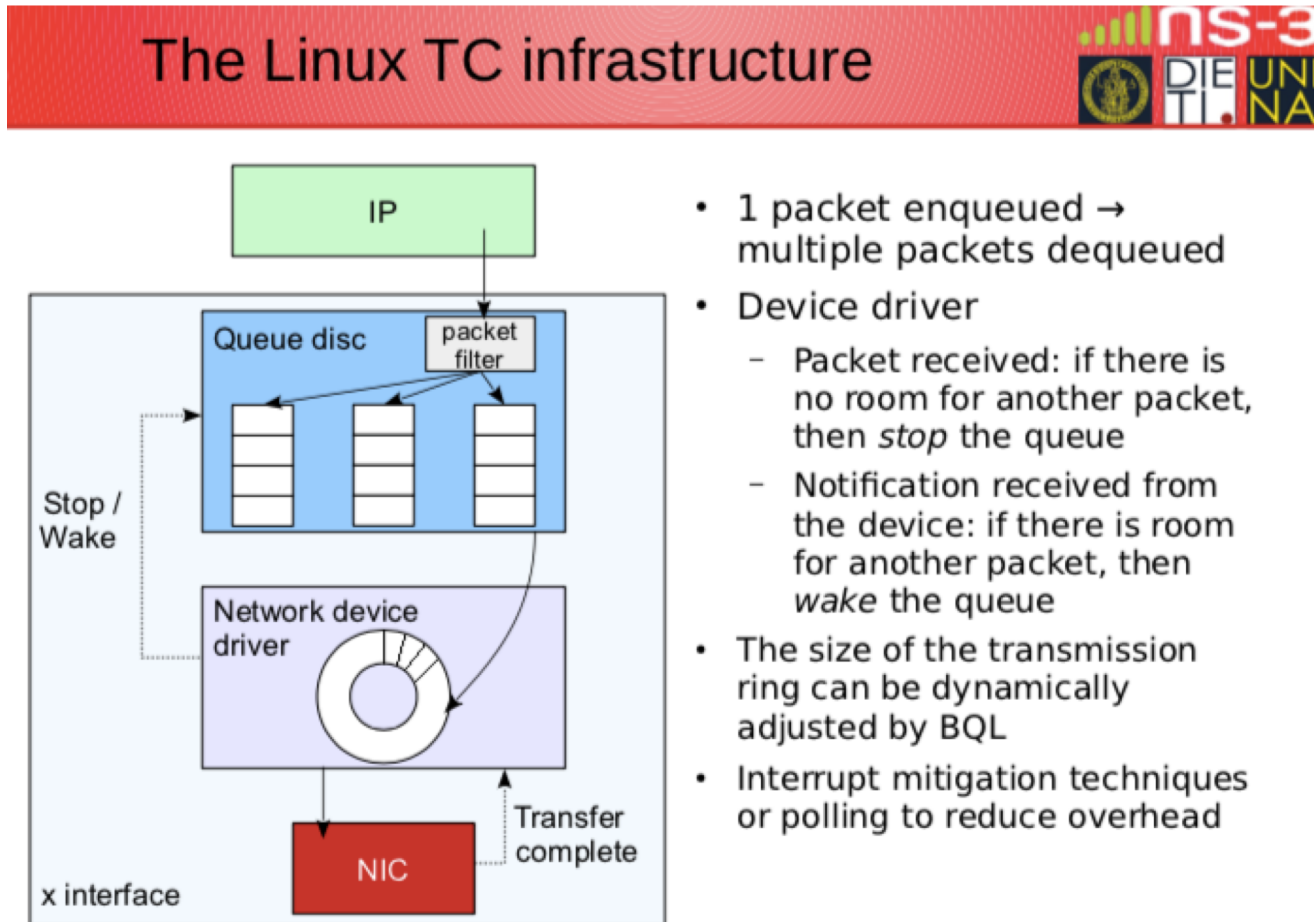 The Linux TC infrastructure
ns-3
DIE
TI.
UNI
NA
IP
Queue disc
packet
filter
Stop /
Wake
Network device
driver
Transfer
complete
NIC
x interface
• 1 packet enqueued →
multiple packets dequeued
• Device driver
– Packet received: if there is
no room for another packet,
then stop the queue
– Notification received from
the device: if there is room
for another packet, then
wake the queue
• The size of the transmission
ring can be dynamically
adjusted by BQL
• Interrupt mitigation techniques
or polling to reduce overhead